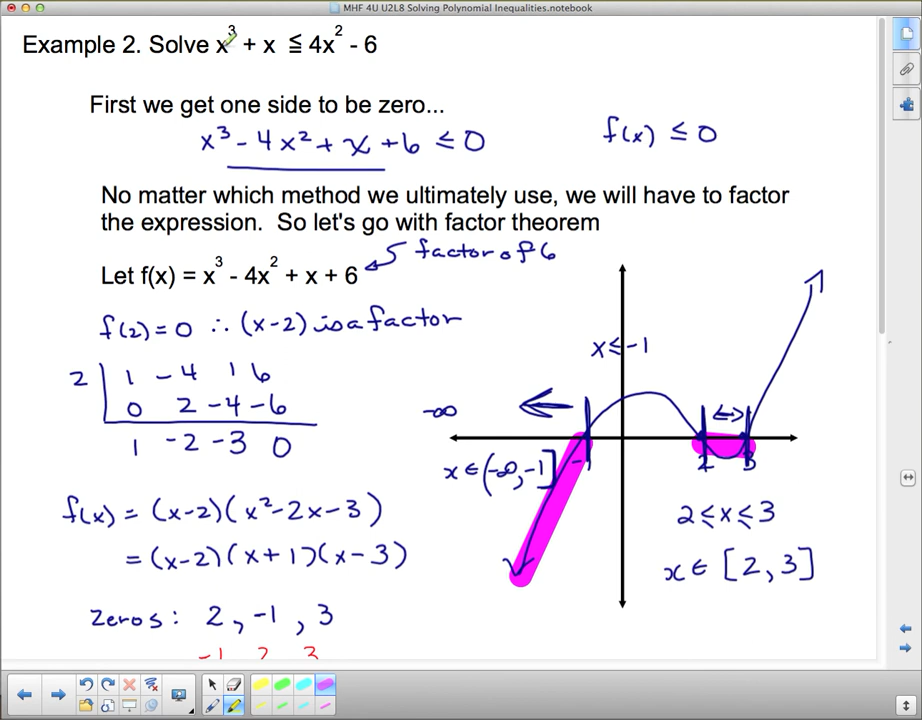 MHF 4U U2L8 Solving Polynomial Inequalities.notebook
Example 2. Solve x³ + x ≤ 4x² - 6
First we get one side to be zero...
x³ - 4x² + x + 6 ≤ 0
f(x) ≤ 0
No matter which method we ultimately use, we will have to factor
the expression. So let's go with factor theorem
factor of 6
Let f(x) = x³ - 4x² + x + 6
f(2) = 0 ∴ (x-2) is a factor
2 | 1 -4 1 6
0 2 -4 -6
1 -2 -3 0
x ≤ -1
-∞
-1 2 3
x ∈ (-∞, -1]
2 ≤ x ≤ 3
x ∈ [2, 3]
f(x) = (x-2)(x²-2x-3)
= (x-2)(x+1)(x-3)
zeros: 2, -1, 3
-1 2 3